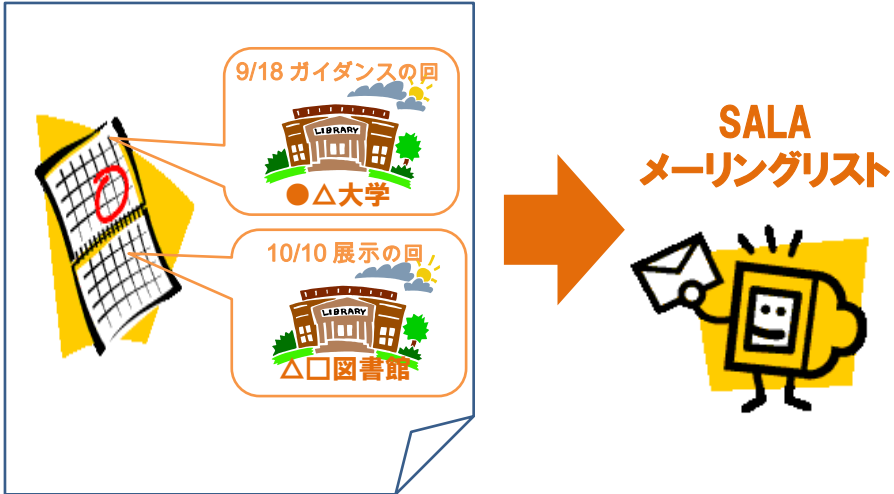 9/18 ガイダンスの回
LIBRARY
●△大学
10/10 展示の回
LIBRARY
△□図書館
SALA
メーリングリスト